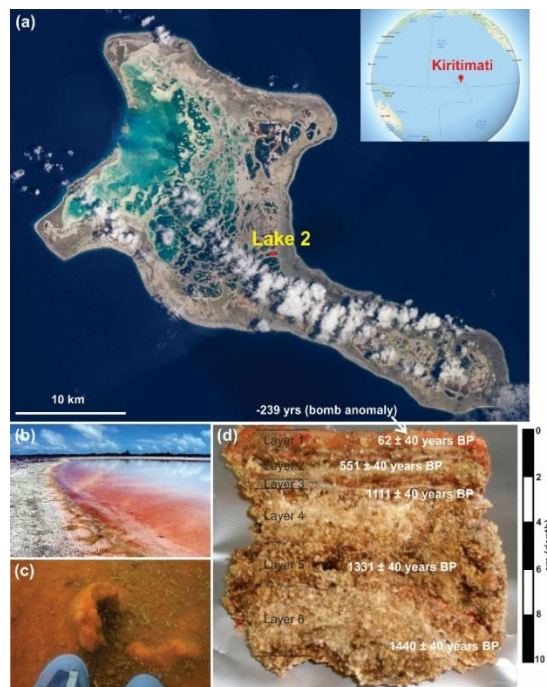 (a)
Kiritimati
Lake 2
10 km
-239 yrs (bomb anomaly)
(b)
(c)
(d)
Layer 1
62 ± 40 years BP
Layer 2
551 ± 40 years BP
Layer 3
1111 ± 40 years BP
Layer 4
Layer 5
1331 ± 40 years BP
Layer 6
1440 ± 40 years BP
0
2
4
6
8
10